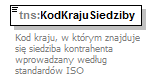 tns:KodKrajuSiedziby
Kod kraju, w którym znajduje
się siedziba kontrahenta
wprowadzany według
standardów ISO